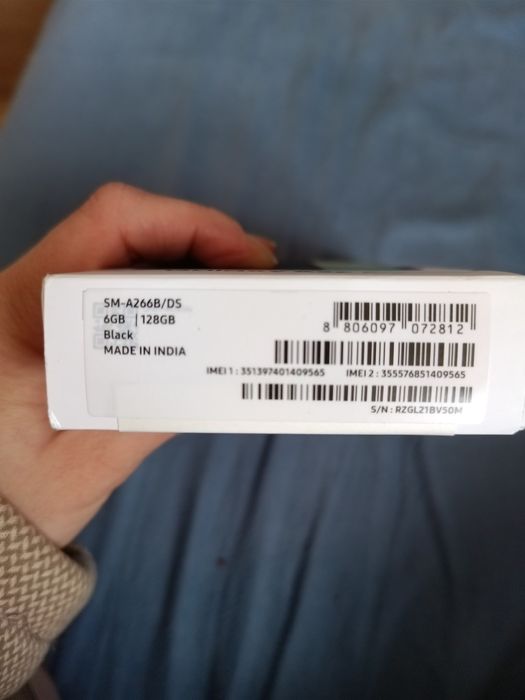 SM-A266B/DS
6GB | 128GB
Black
MADE IN INDIA
8 806097 072812
IMEI 1 : 351397401409565 IMEI 2 : 355576851409565
S/N : RZGL21BV50M